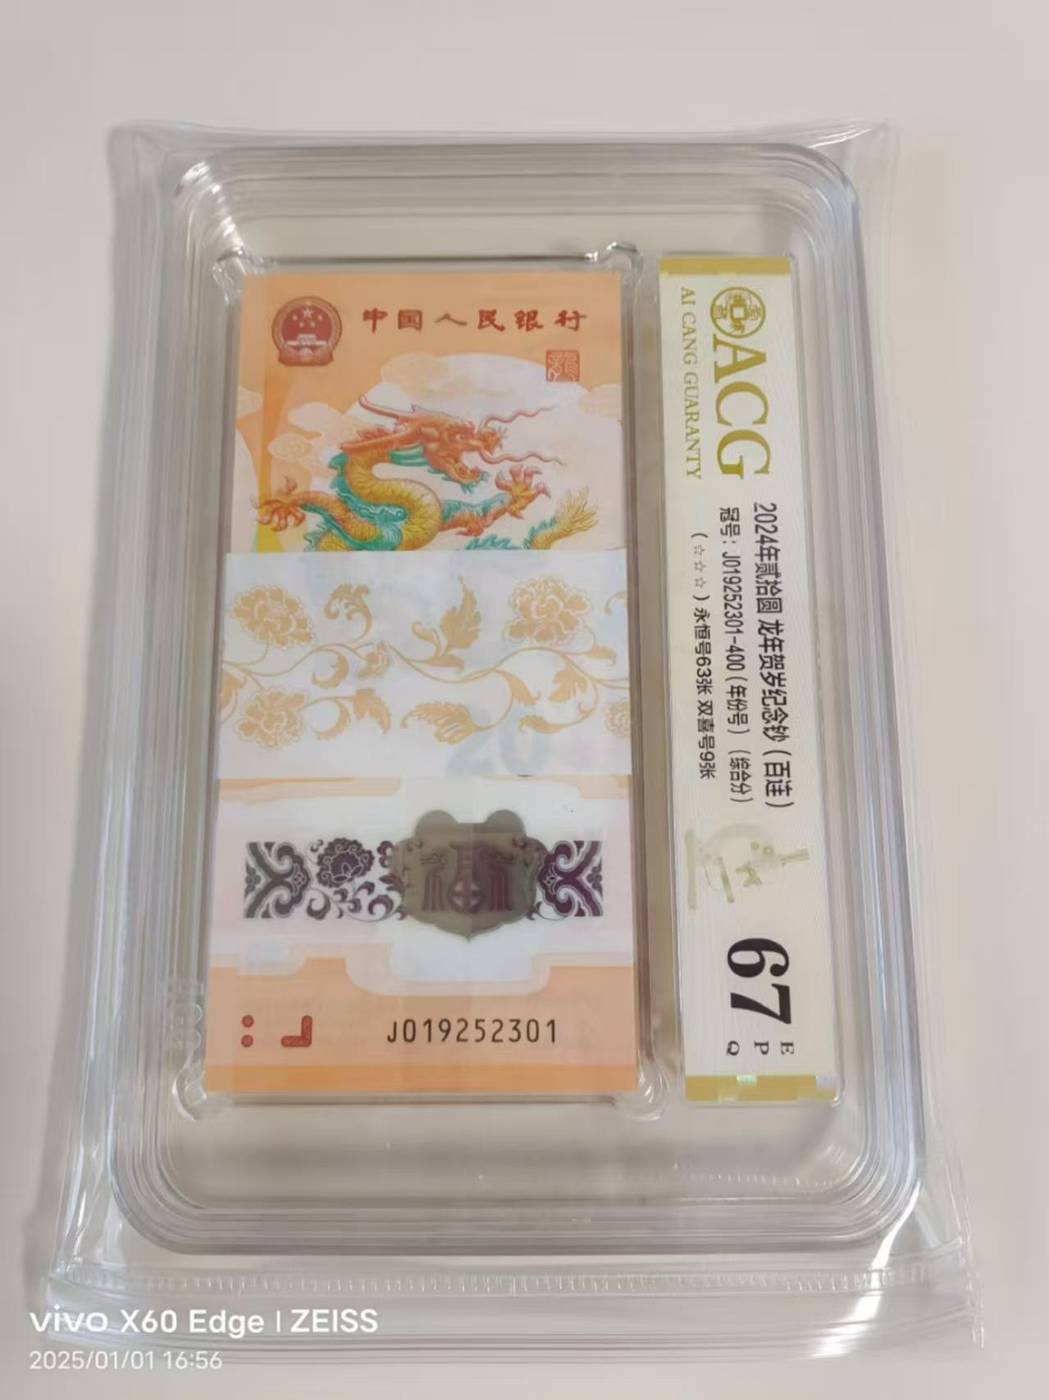 中国人民银行
龍
20
福
J019252301
ACG
AI CANG GUARANTY
2024年贰拾圆 龙年贺岁纪念钞（百连）
冠号：J019252301-400（年份号）（综合分）
（☆☆☆）永恒号63张 双喜号9张
67
E
P
Q
vivo X60 Edge | ZEISS
2025/01/01 16:56